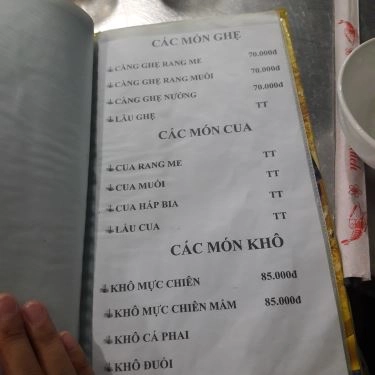 CÁC MÓN GHẸ
CÀNG GHẸ RANG ME 70.000đ
CÀNG GHẸ RANG MUỐI 70.000đ
CÀNG GHẸ NƯỚNG 70.000đ
LẨU GHẸ TT
CÁC MÓN CUA
CUA RANG ME TT
CUA MUỐI TT
CUA HẤP BIA TT
LẨU CUA TT
CÁC MÓN KHÔ
KHÔ MỰC CHIÊN 85.000đ
KHÔ MỰC CHIÊN MẮM 85.000đ
KHÔ CÁ PHAI
KHÔ ĐUỐI